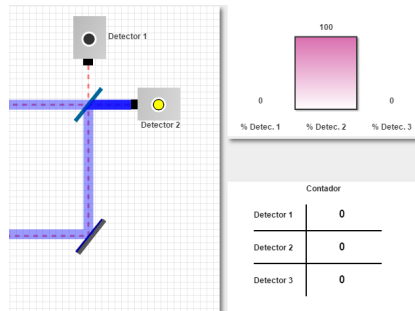 Detector 1
Detector 2
100
0
0
% Detec. 1
% Detec. 2
% Detec. 3
Contador
Detector 1 0
Detector 2 0
Detector 3 0